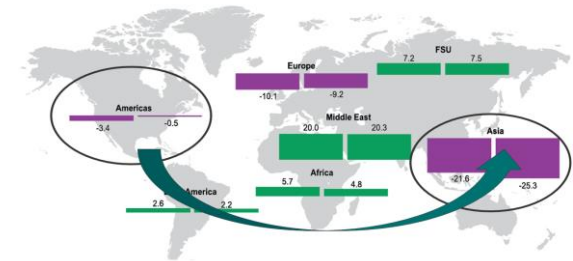 FSU
7.2 7.5
Europe
-10.1 -9.2
Americas
-3.4 -0.5
Middle East
20.0 20.3
Asia
-21.6 -25.3
Africa
5.7 4.8
America
2.6 2.2